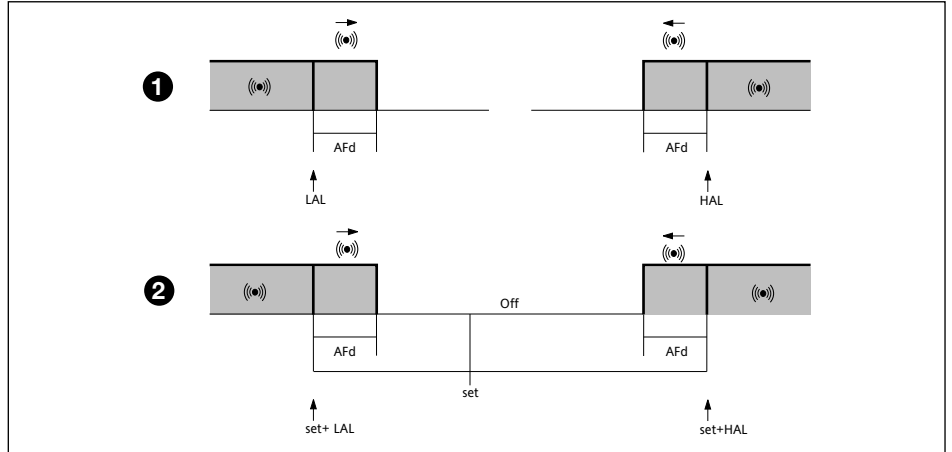 1
AFd AFd
LAL HAL
2
Off
AFd AFd
set
set+ LAL set+HAL